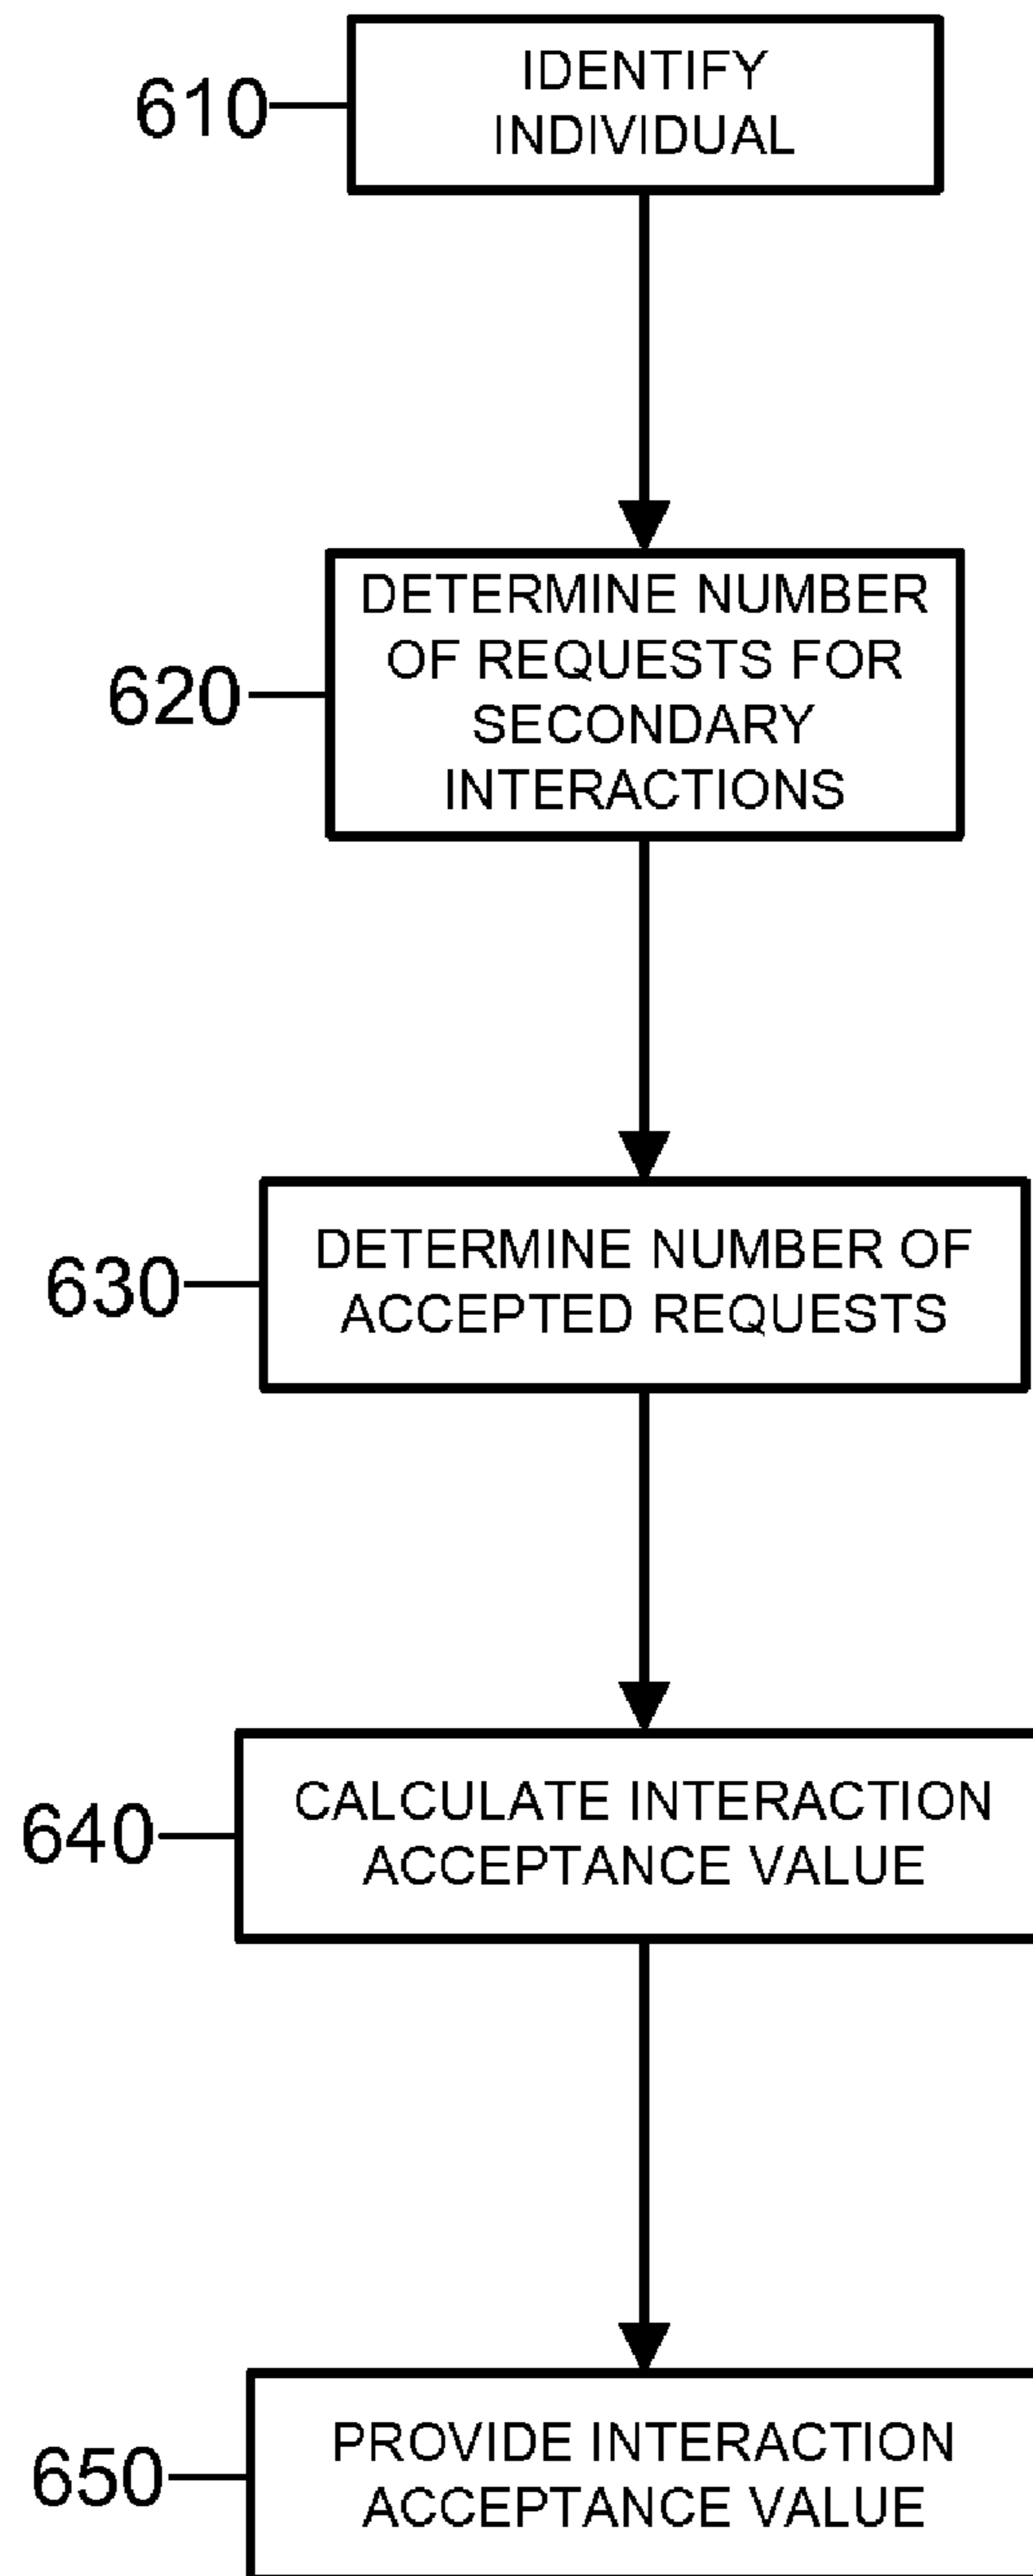 610
IDENTIFY
INDIVIDUAL
620
DETERMINE NUMBER
OF REQUESTS FOR
SECONDARY
INTERACTIONS
630
DETERMINE NUMBER OF
ACCEPTED REQUESTS
640
CALCULATE INTERACTION
ACCEPTANCE VALUE
650
PROVIDE INTERACTION
ACCEPTANCE VALUE